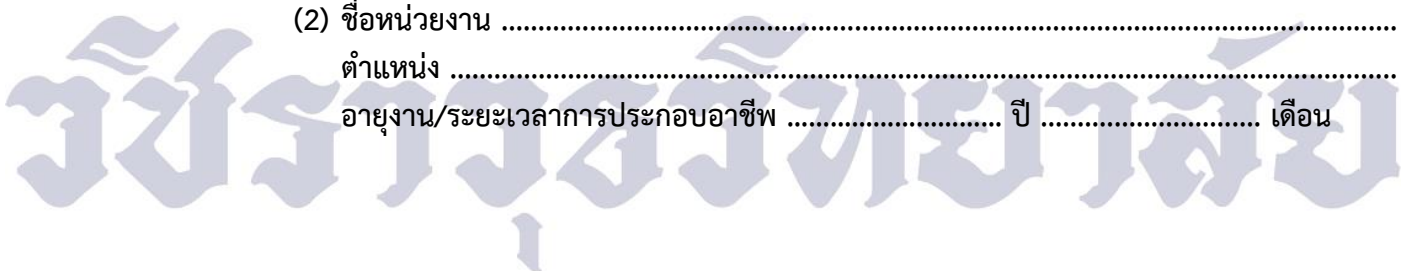 (2) ชื่อหน่วยงาน ........................................................................................................................
ตำแหน่ง ...............................................................................................................................
อายุงาน/ระยะเวลาการประกอบอาชีพ ............................. ปี .............................. เดือน
วชิราวุธวิทยาลัย